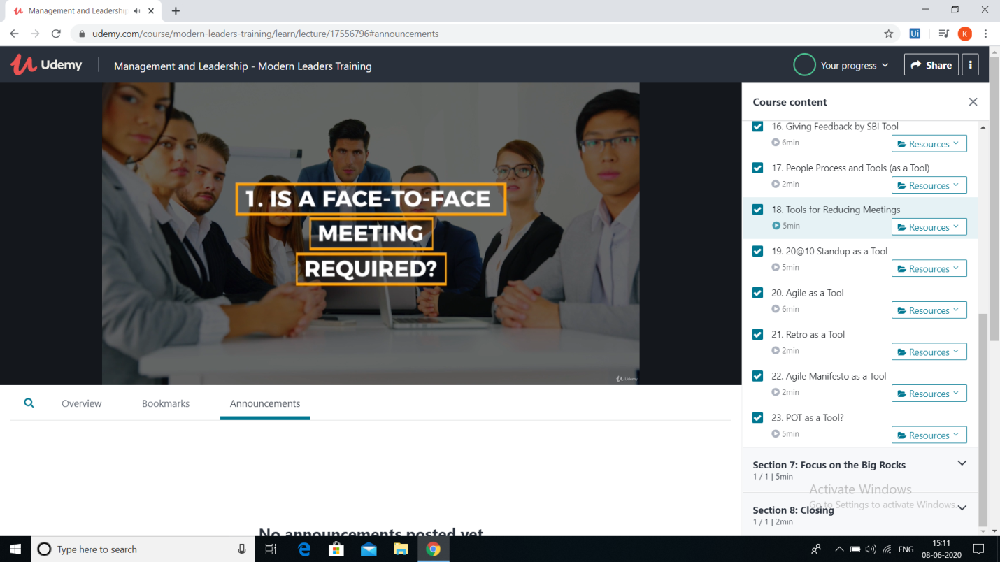 Management and Leadership
udemy.com/course/modern-leaders-training/learn/lecture/17556796#announcements
Ui
K
Udemy
Management and Leadership - Modern Leaders Training
Your progress
Share
1. IS A FACE-TO-FACE
MEETING
REQUIRED?
Udemy
Overview
Bookmarks
Announcements
No announcements posted yet
Course content
16. Giving Feedback by SBI Tool
6min
Resources
17. People Process and Tools (as a Tool)
2min
Resources
18. Tools for Reducing Meetings
5min
Resources
19. 20@10 Standup as a Tool
5min
Resources
20. Agile as a Tool
6min
Resources
21. Retro as a Tool
2min
Resources
22. Agile Manifesto as a Tool
2min
Resources
23. POT as a Tool?
5min
Resources
Section 7: Focus on the Big Rocks
1 / 1 | 5min
Activate Windows
Go to Settings to activate Windows.
Section 8: Closing
1 / 1 | 2min
Type here to search
ENG
15:11
08-06-2020